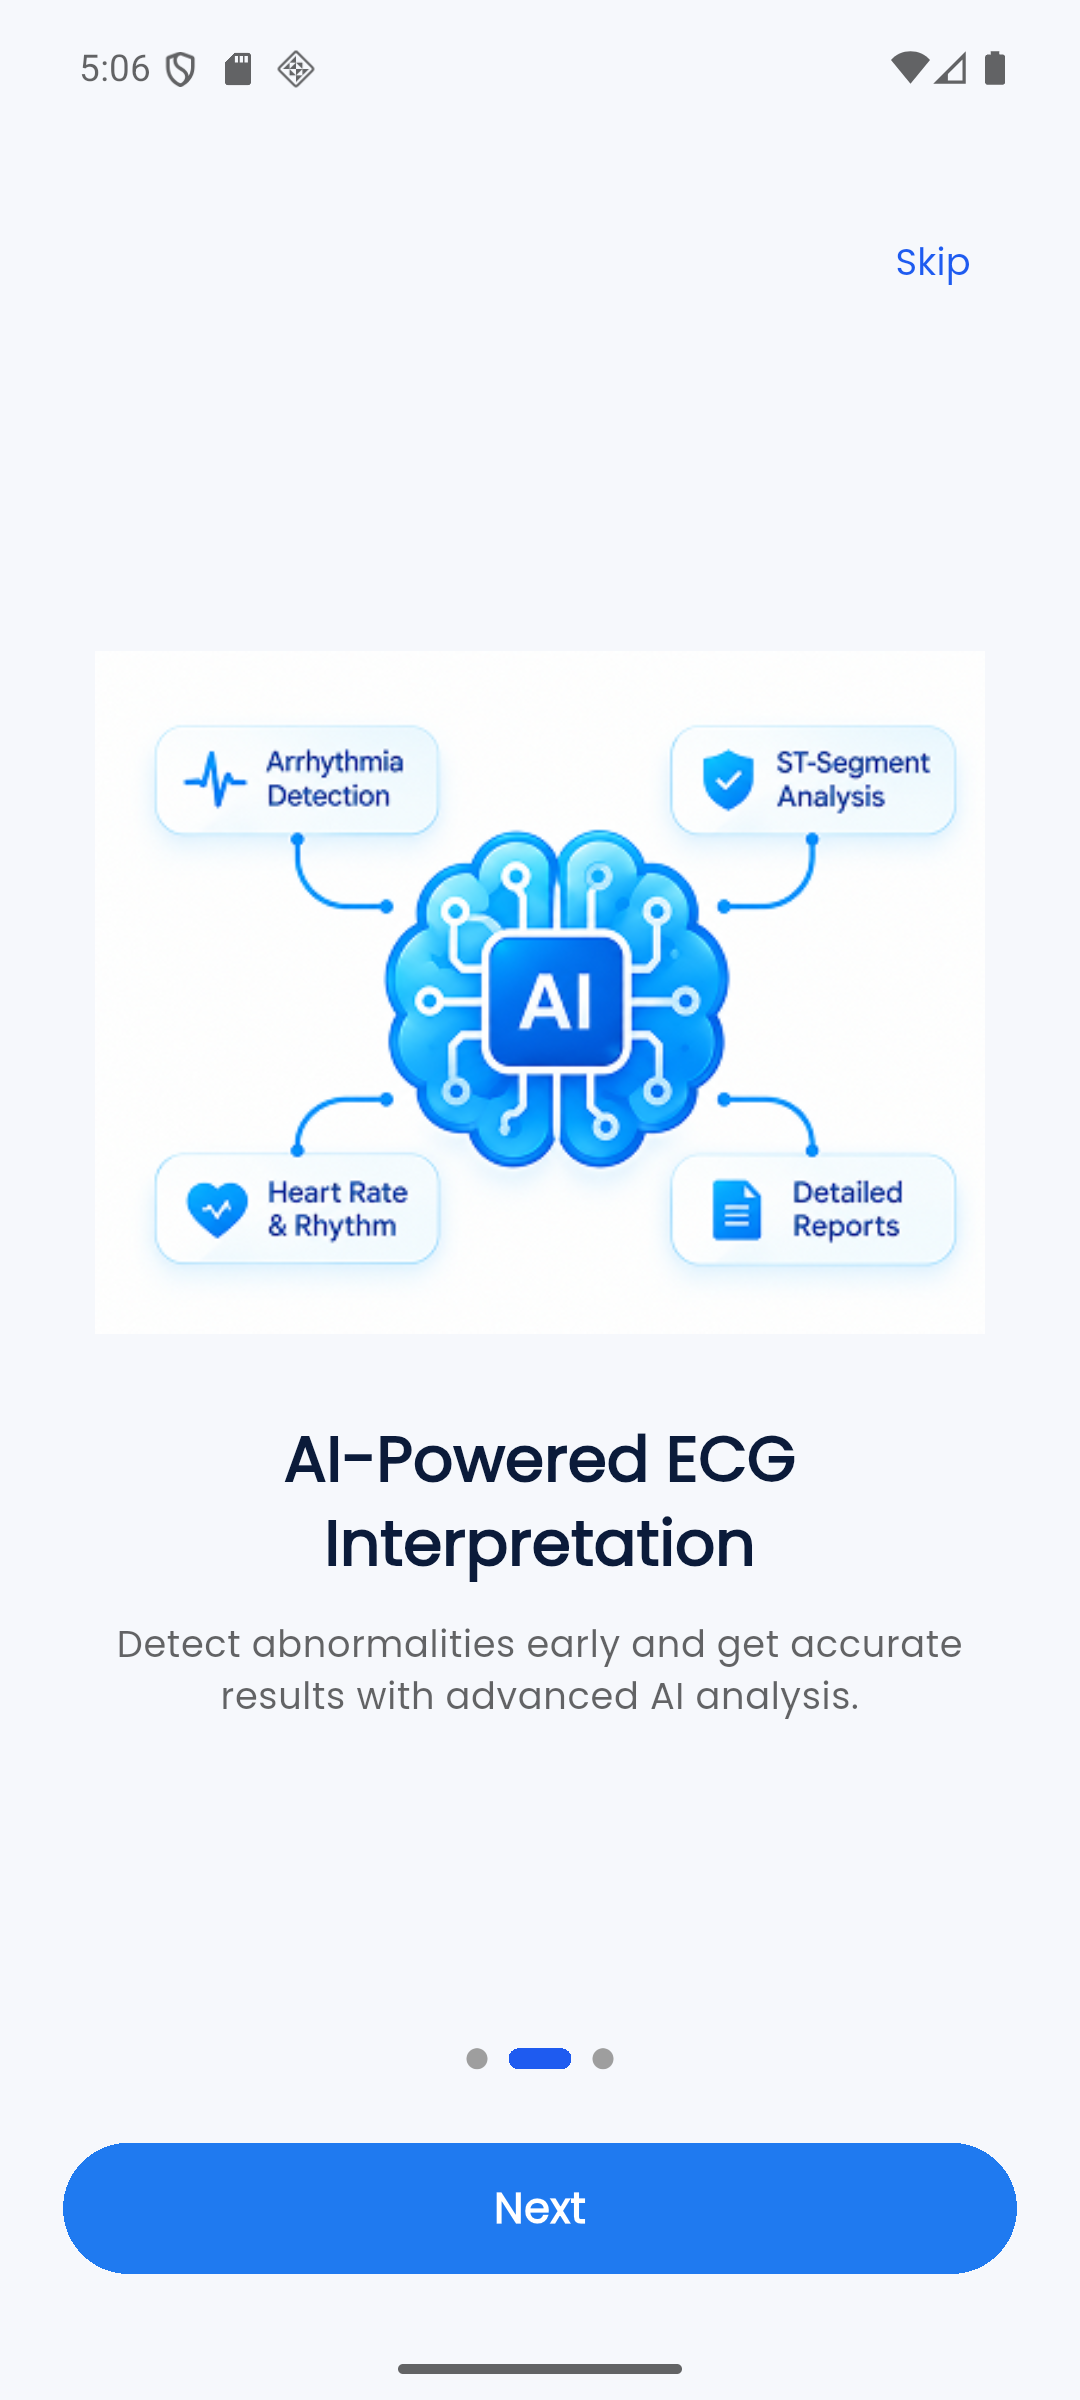 5:06
Skip
Arrhythmia
Detection
ST-Segment
Analysis
AI
Heart Rate
& Rhythm
Detailed
Reports
AI-Powered ECG
Interpretation
Detect abnormalities early and get accurate
results with advanced AI analysis.
Next